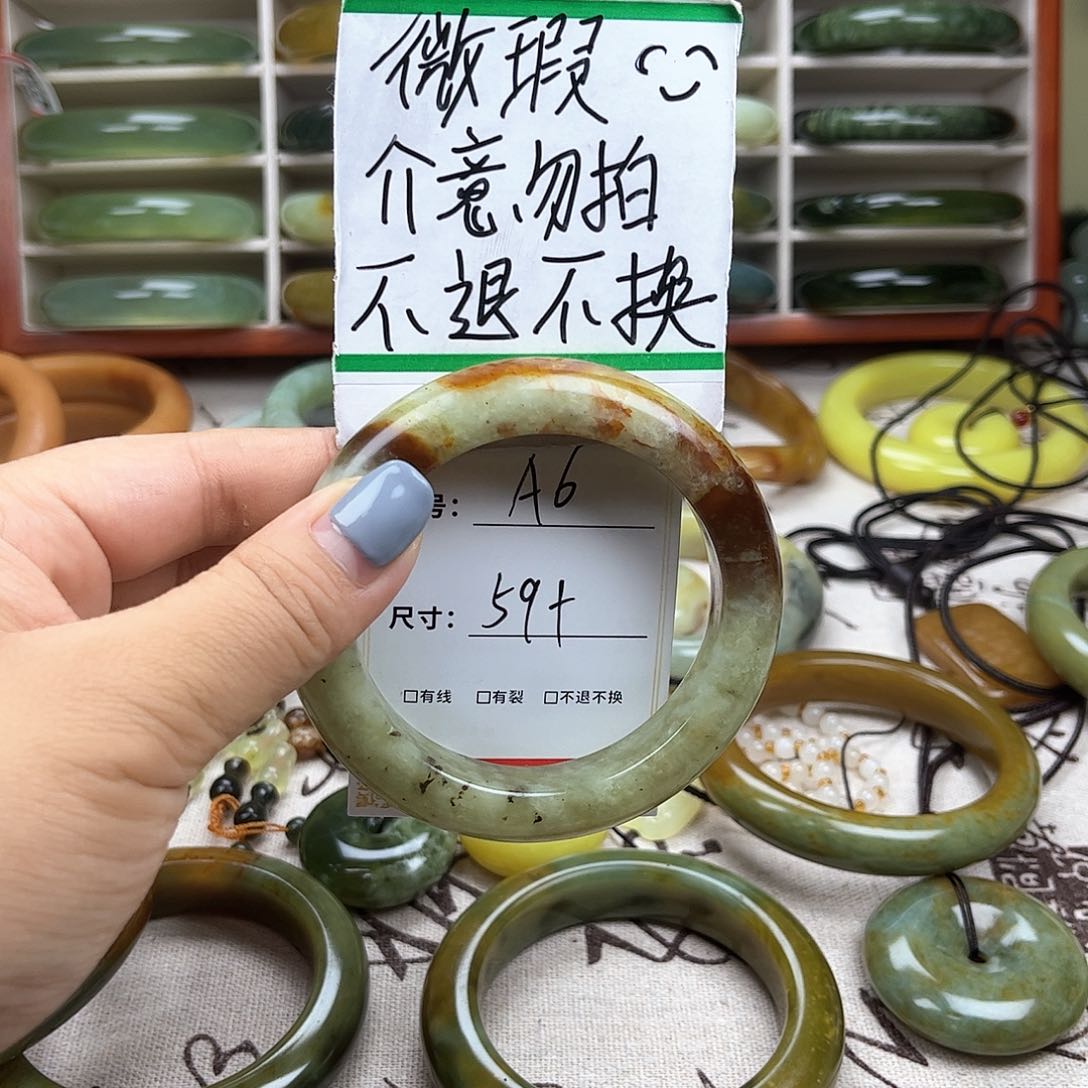 微瑕
介意勿拍
不退不换
号: A6
尺寸: 59+
□有线 □有裂 □不退不换